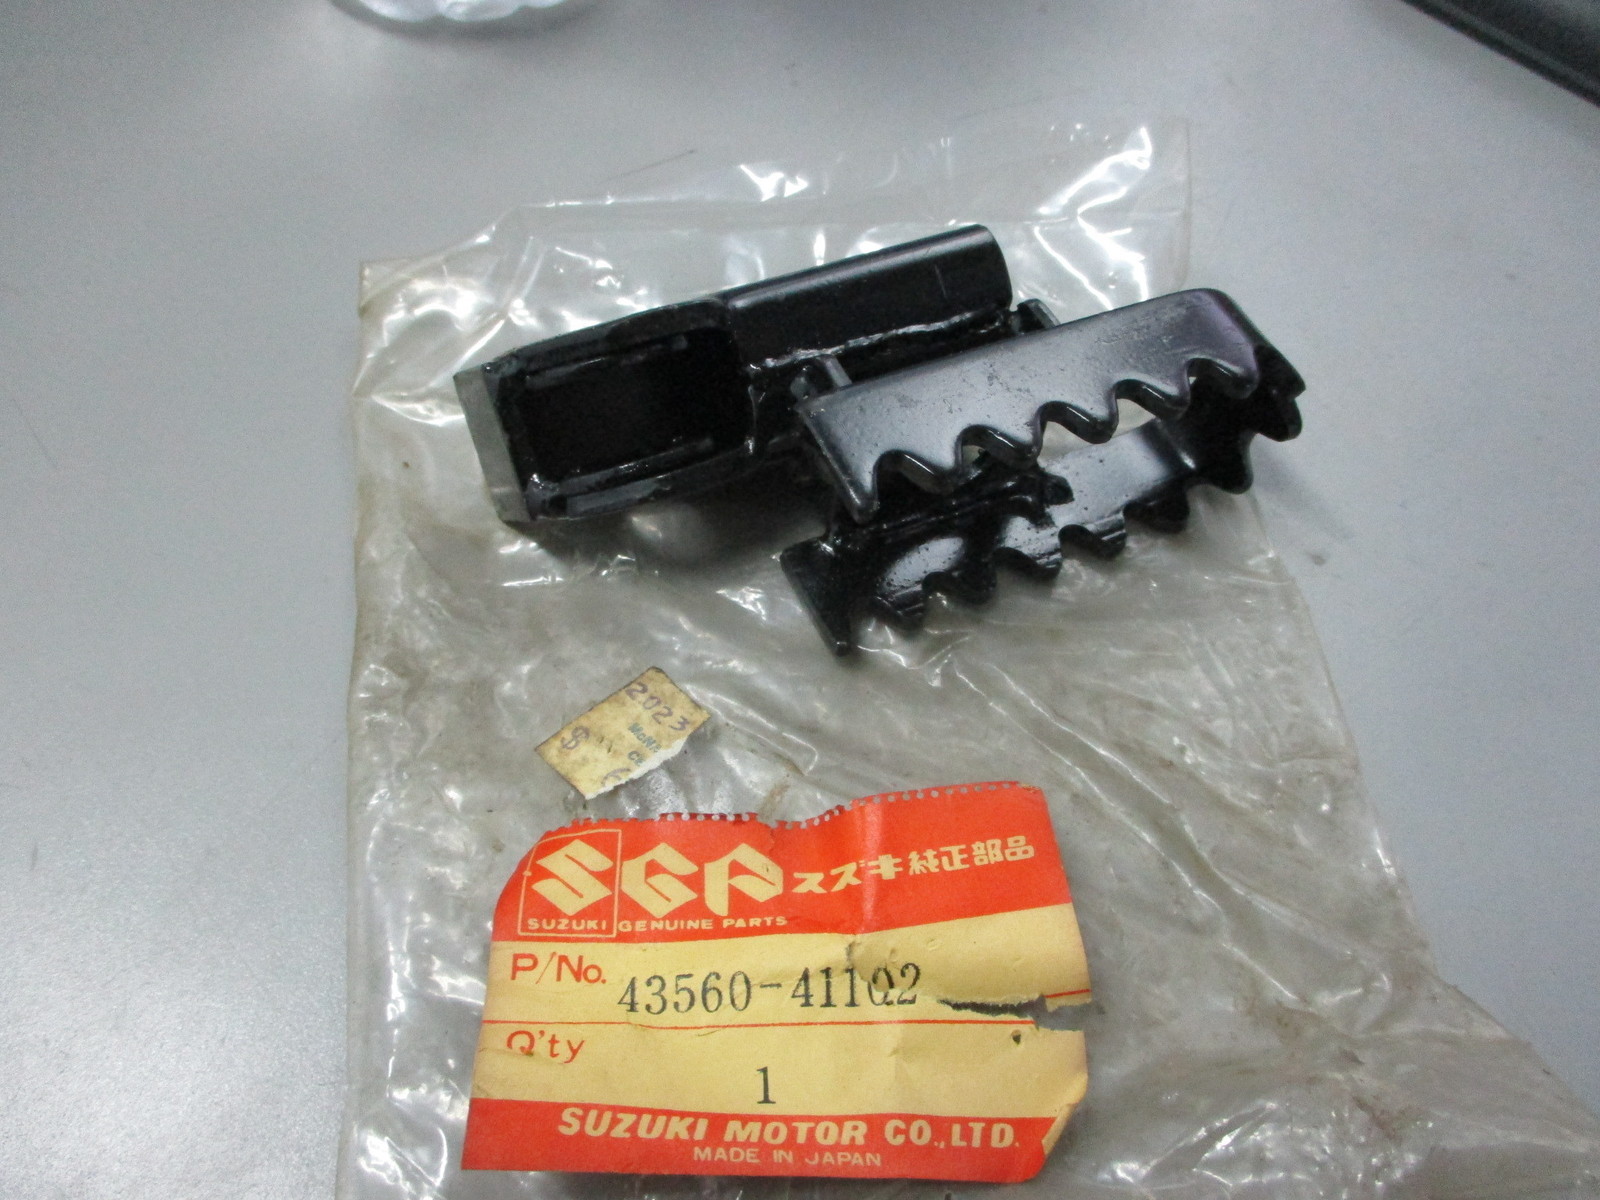 2023
$
SGP スズキ純正部品
SUZUKI GENUINE PARTS
P/No. 43560-41102
Q'ty
1
SUZUKI MOTOR CO.,LTD.
MADE IN JAPAN